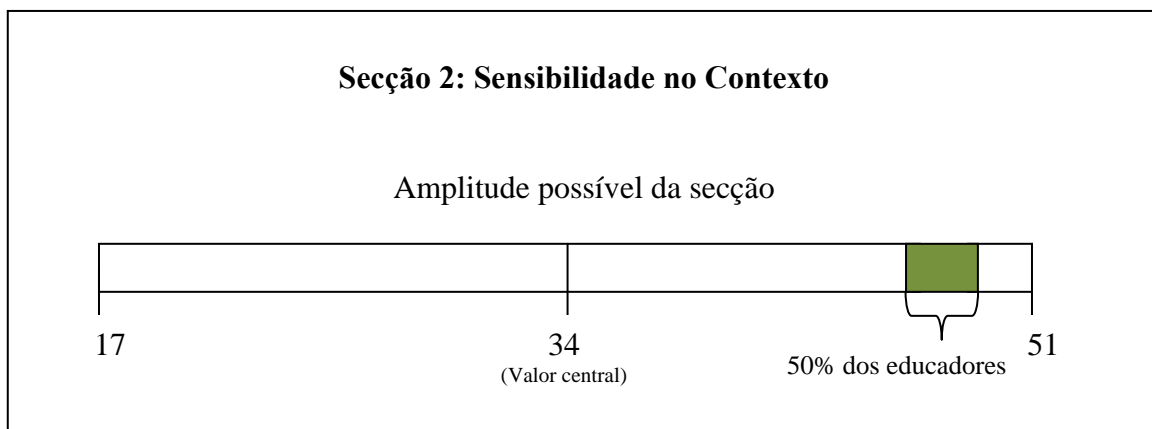 Secção 2: Sensibilidade no Contexto
Amplitude possível da secção
17
34
(Valor central)
50% dos educadores
51